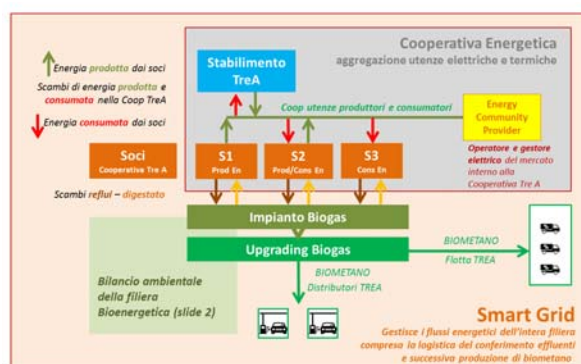 Cooperativa Energetica
aggregazione utenze elettriche e termiche
Energia prodotta dai soci
Scambi di energia prodotta e
consumata nella Coop TreA
Energia consumata dai soci
Stabilimento
TreA
Coop utenze produttori e consumatori
Energy
Community
Provider
Soci
Cooperativa Tre A
S1
Prod En
S2
Prod/Cons En
S3
Cons En
Operatore e gestore
elettrico del mercato
interno alla
Cooperativa Tre A
Scambi reflui – digestato
Impianto Biogas
Upgrading Biogas
BIOMETANO
Flotta TREA
BIOMETANO
Distributori TREA
Bilancio ambientale
della filiera
Bioenergetica (slide 2)
Smart Grid
Gestisce i flussi energetici dell'intera filiera
compresa la logistica del conferimento effluenti
e successiva produzione di biometano